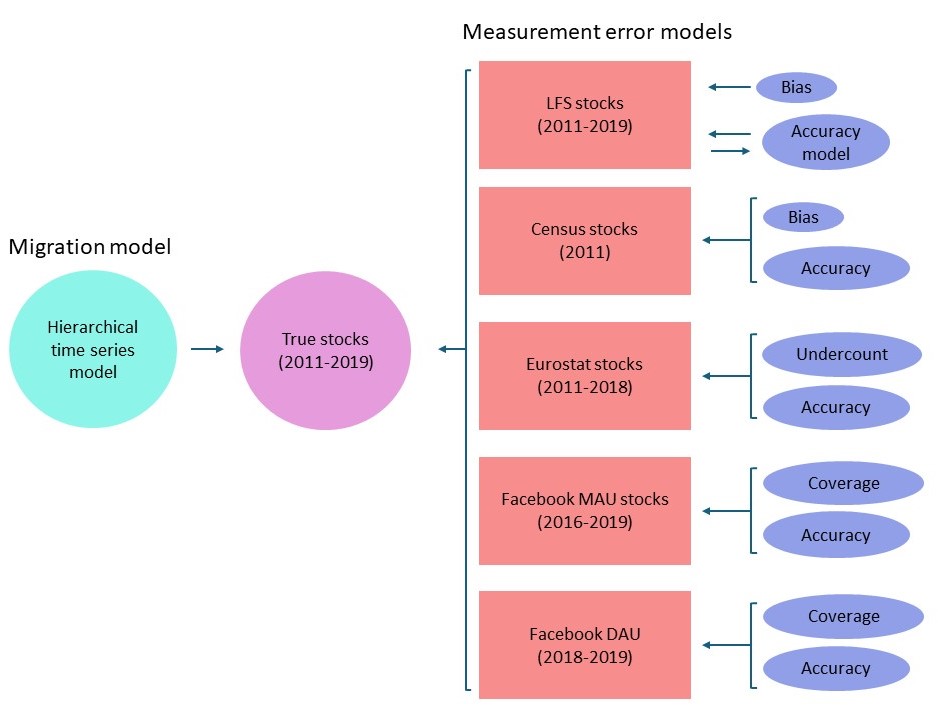 Measurement error models
LFS stocks
(2011-2019)
Bias
Accuracy
model
Census stocks
(2011)
Bias
Accuracy
Migration model
Hierarchical
time series
model
True stocks
(2011-2019)
Eurostat stocks
(2011-2018)
Undercount
Accuracy
Facebook MAU stocks
(2016-2019)
Coverage
Accuracy
Facebook DAU
(2018-2019)
Coverage
Accuracy